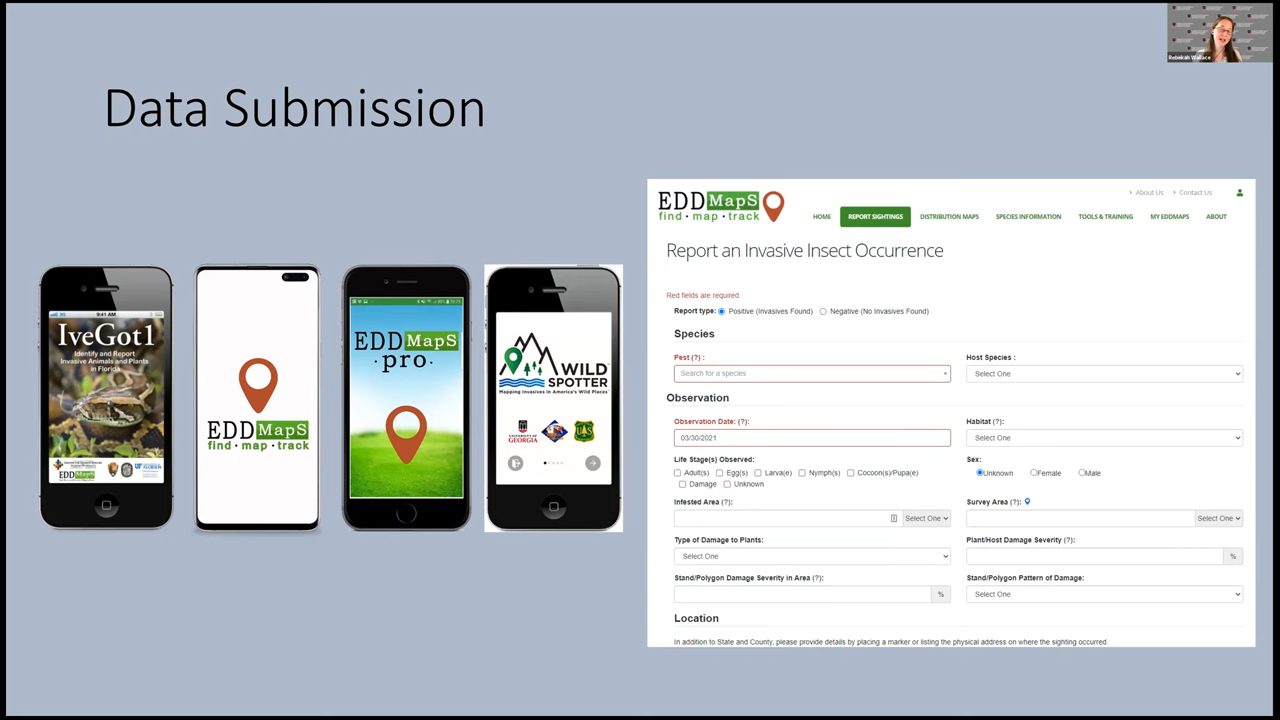 Rebekah Wallace
Data Submission
9:41 AM
IveGot1
Identify and Report
Invasive Animals and Plants
in Florida
EDDMapS
EDDMapS
find • map • track
EDDMapS
• pro •
WILD
SPOTTER
Mapping Invasives in America's Wild Places
UNIVERSITY OF
GEORGIA
EDDMapS
find • map • track
About Us
Contact Us
HOME
REPORT SIGHTINGS
DISTRIBUTION MAPS
SPECIES INFORMATION
TOOLS & TRAINING
MY EDDMAPS
ABOUT
Report an Invasive Insect Occurrence
Red fields are required.
Report type: Positive (Invasives Found) Negative (No Invasives Found)
Species
Pest (?) :
Host Species :
Search for a species
Select One
Observation
Observation Date: (?):
Habitat (?):
03/30/2021
Select One
Life Stage(s) Observed:
Sex:
Adult(s) Egg(s) Larva(e) Nymph(s) Cocoon(s)/Pupa(e)
Unknown Female Male
Damage Unknown
Infested Area (?):
Survey Area (?):
Select One
Select One
Type of Damage to Plants:
Plant/Host Damage Severity (?):
Select One
%
Stand/Polygon Damage Severity in Area (?):
Stand/Polygon Pattern of Damage:
%
Select One
Location
In addition to State and County, please provide details by placing a marker or listing the physical address on where the sighting occurred.